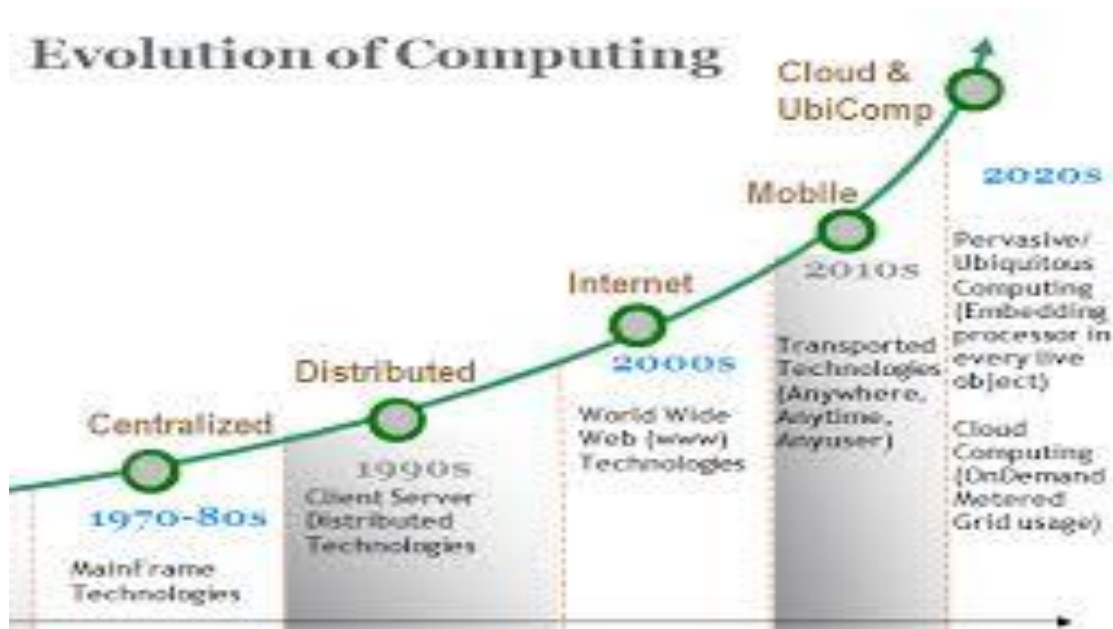 Evolution of Computing
Centralized
1970-80s
MainFrame
Technologies
Distributed
1990s
Client Server
Distributed
Technologies
Internet
2000s
World Wide
Web (www)
Technologies
Mobile
2010s
Transported
Technologies
(Anywhere,
Anytime,
Anyuser)
Cloud &
UbiComp
2020s
Pervasive/
Ubiquitous
Computing
(Embedding
processor in
every live
object)
Cloud
Computing
(OnDemand
Metered
Grid usage)